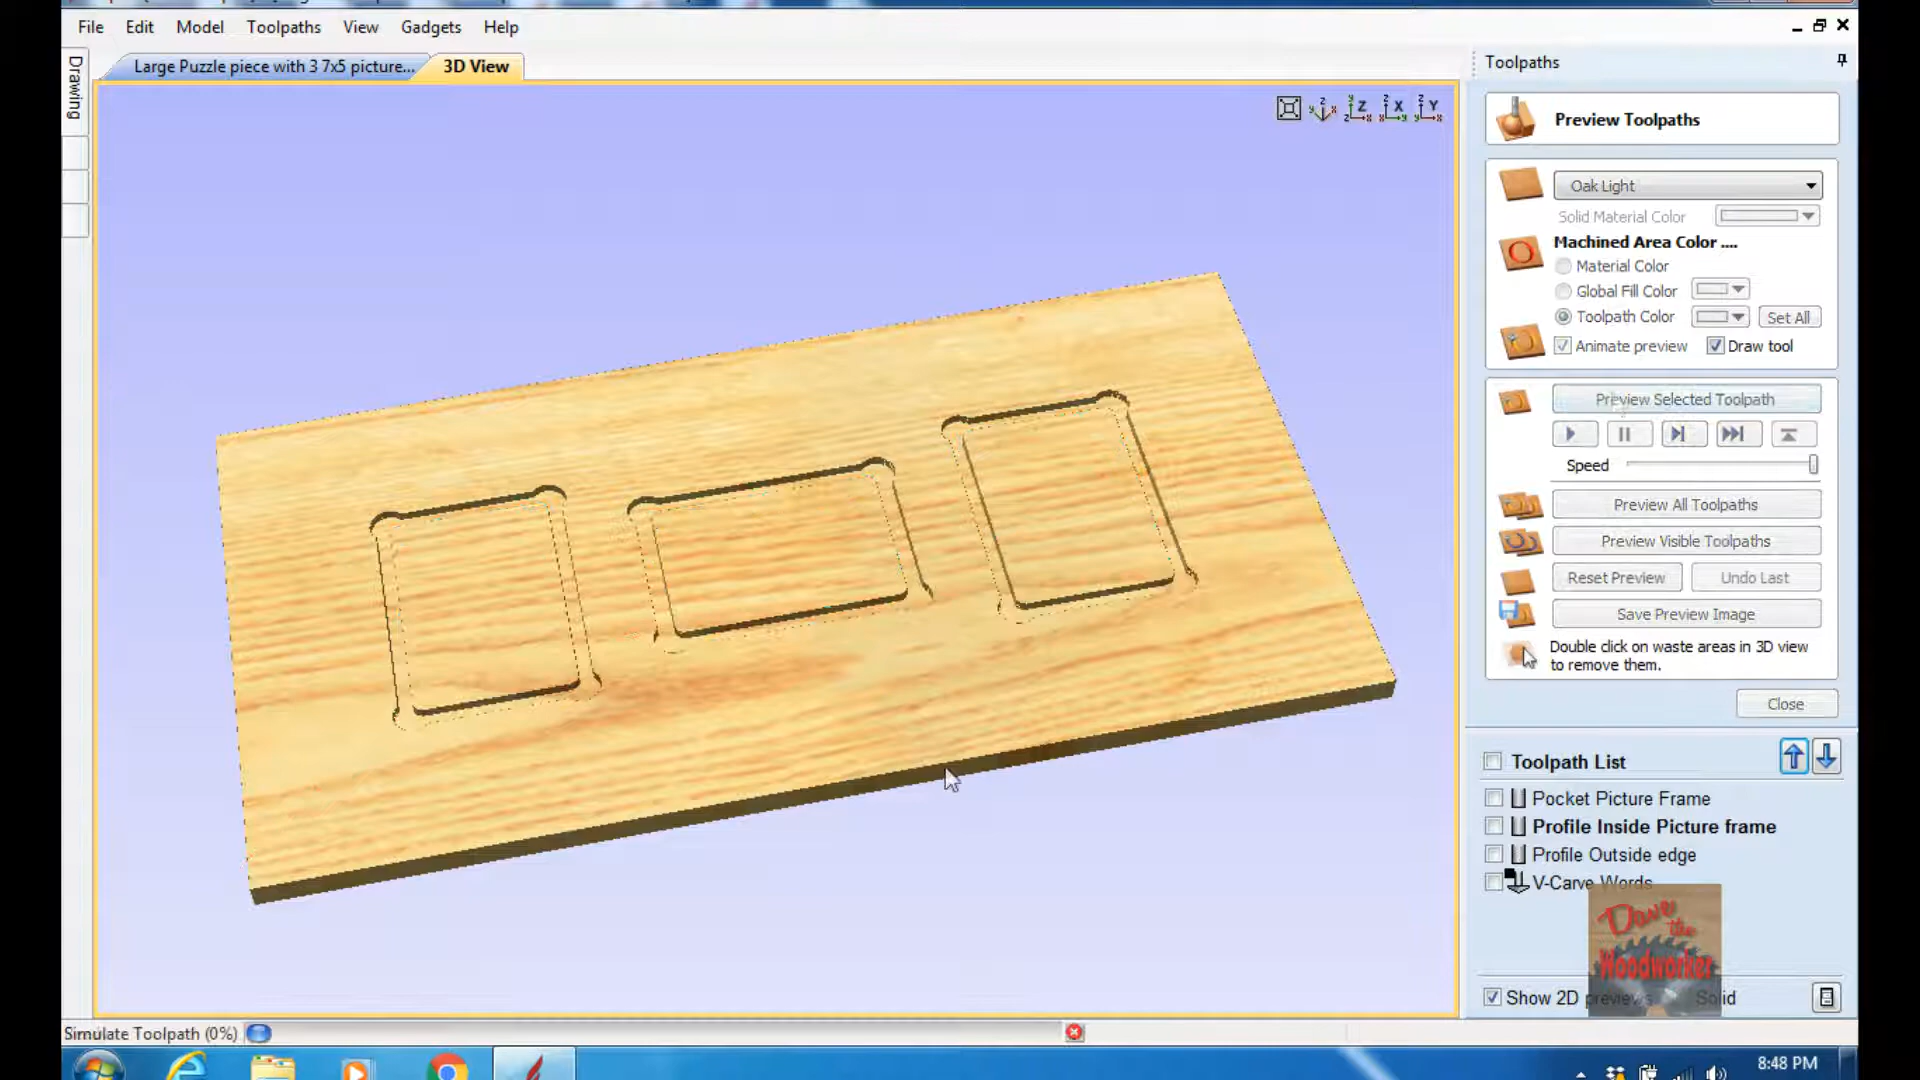 File Edit Model Toolpaths View Gadgets Help
Drawing
Large Puzzle piece with 3 7x5 picture...
3D View
Z X Y
Toolpaths
Preview Toolpaths
Oak Light
Solid Material Color
Machined Area Color ....
Material Color
Global Fill Color
Toolpath Color
Set All
Animate preview
Draw tool
Preview Selected Toolpath
Speed
Preview All Toolpaths
Preview Visible Toolpaths
Reset Preview
Undo Last
Save Preview Image
Double click on waste areas in 3D view
to remove them.
Close
Toolpath List
Pocket Picture Frame
Profile Inside Picture frame
Profile Outside edge
V-Carve Words
Dave the
Woodworker
Show 2D previews
Solid
Simulate Toolpath (0%)
8:48 PM